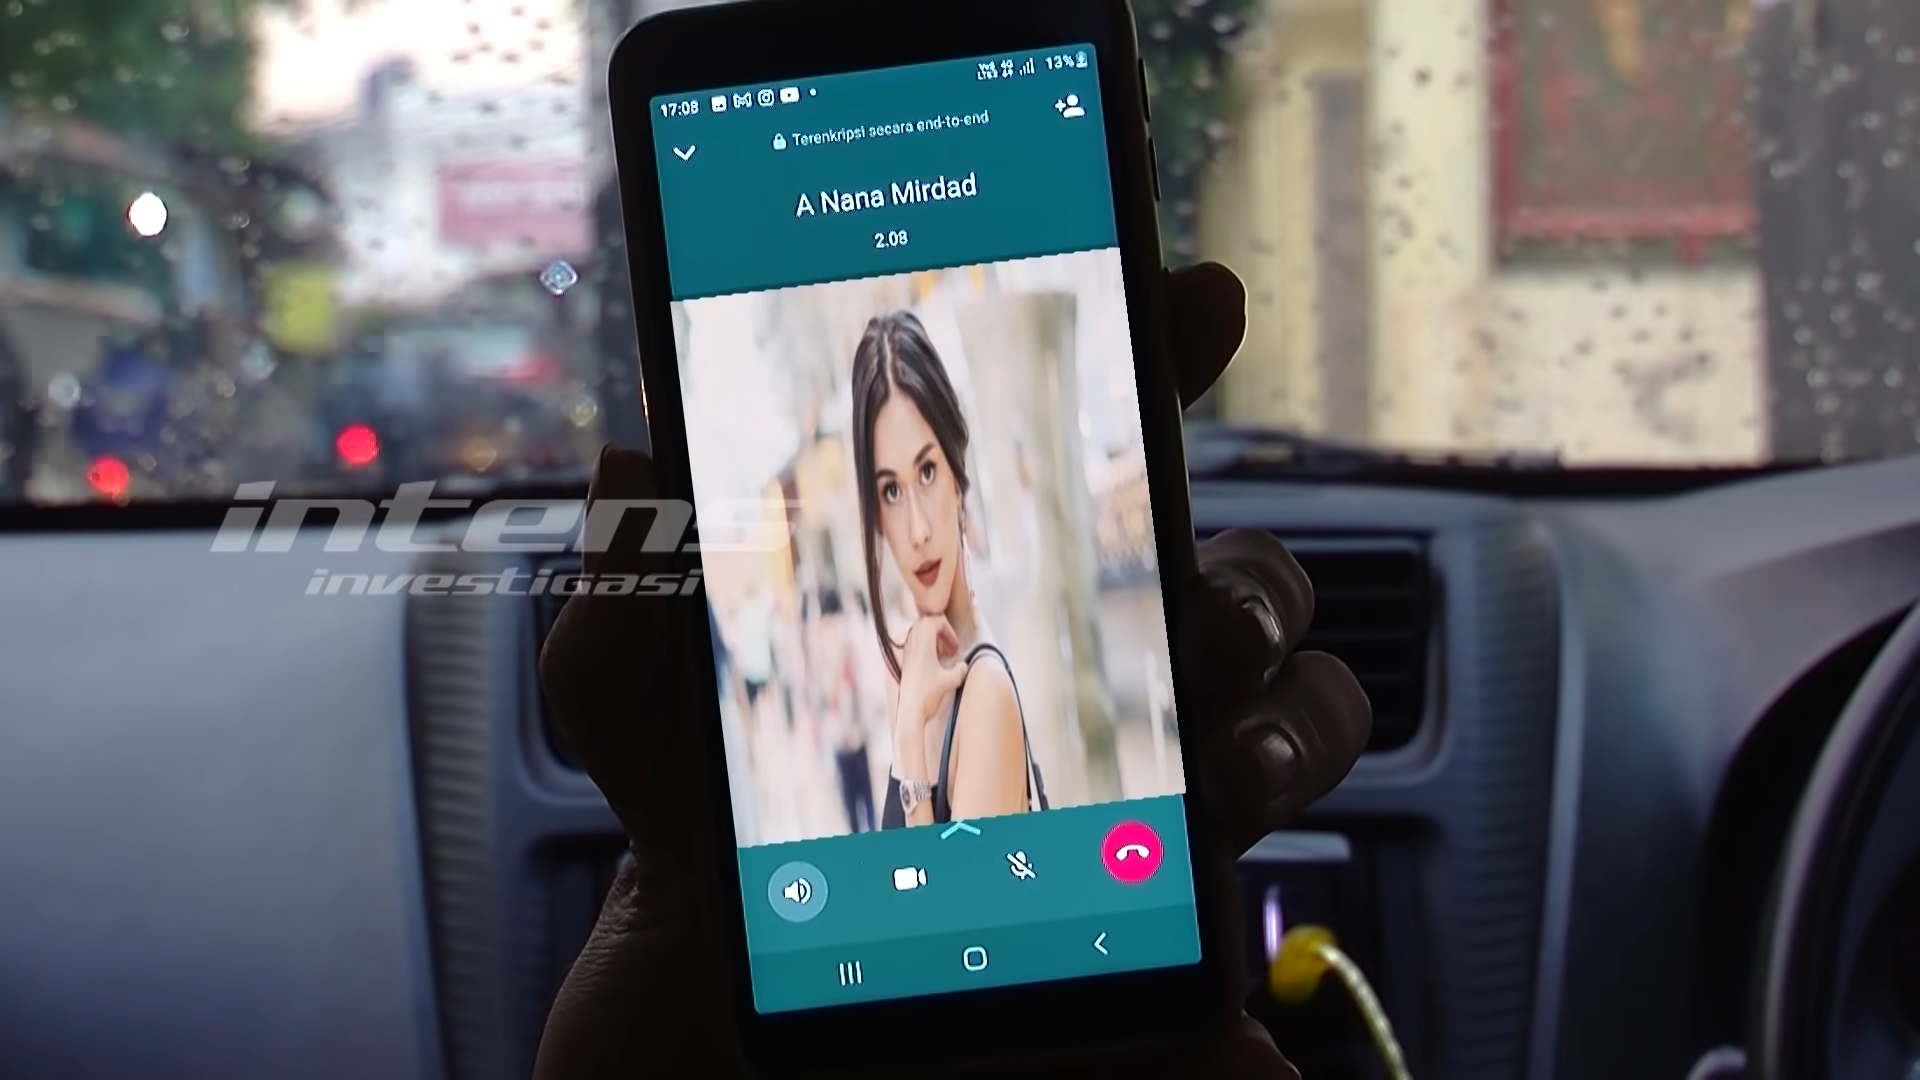 17:08
13%
Terenkripsi secara end-to-end
A Nana Mirdad
2.08
intens
investigasi